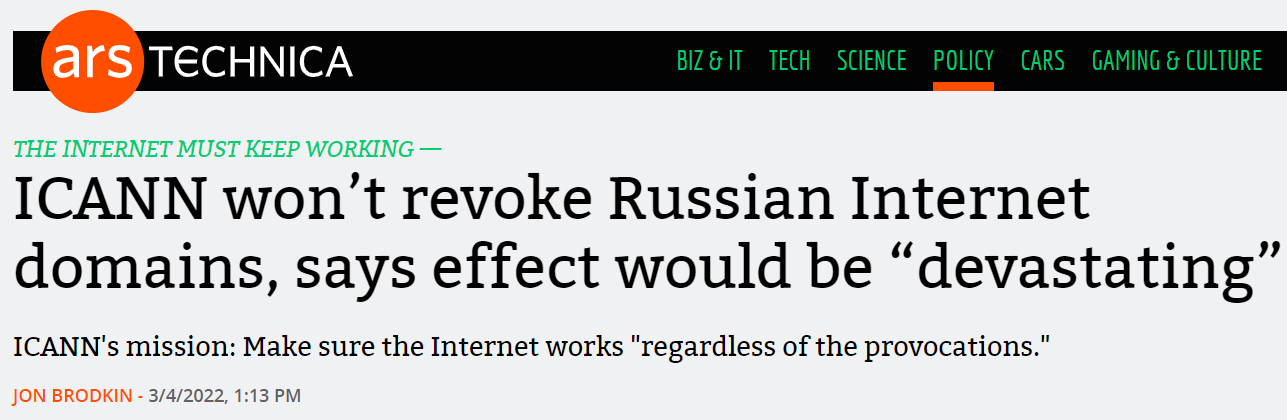 ars TECHNICA
BIZ & IT TECH SCIENCE POLICY CARS GAMING & CULTURE
THE INTERNET MUST KEEP WORKING —
ICANN won’t revoke Russian Internet
domains, says effect would be “devastating”
ICANN's mission: Make sure the Internet works "regardless of the provocations."
JON BRODKIN - 3/4/2022, 1:13 PM